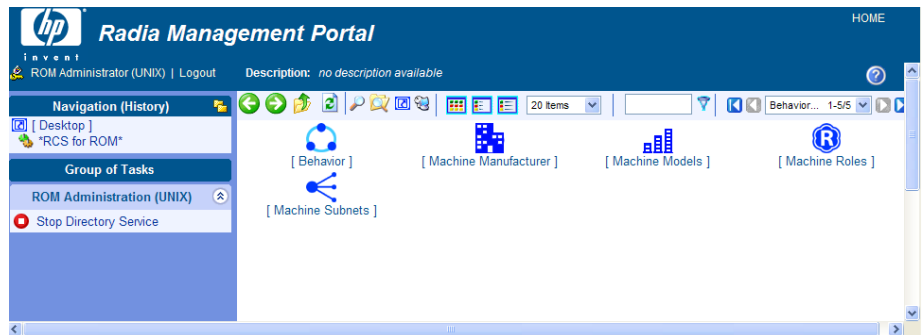 hp
invent
Radia Management Portal
HOME
ROM Administrator (UNIX) | Logout
Description: no description available
?
Navigation (History)
[ Desktop ]
*RCS for ROM*
Group of Tasks
ROM Administration (UNIX)
Stop Directory Service
20 Items
Behavior... 1-5/5
[ Behavior ]
[ Machine Manufacturer ]
[ Machine Models ]
R
[ Machine Roles ]
[ Machine Subnets ]